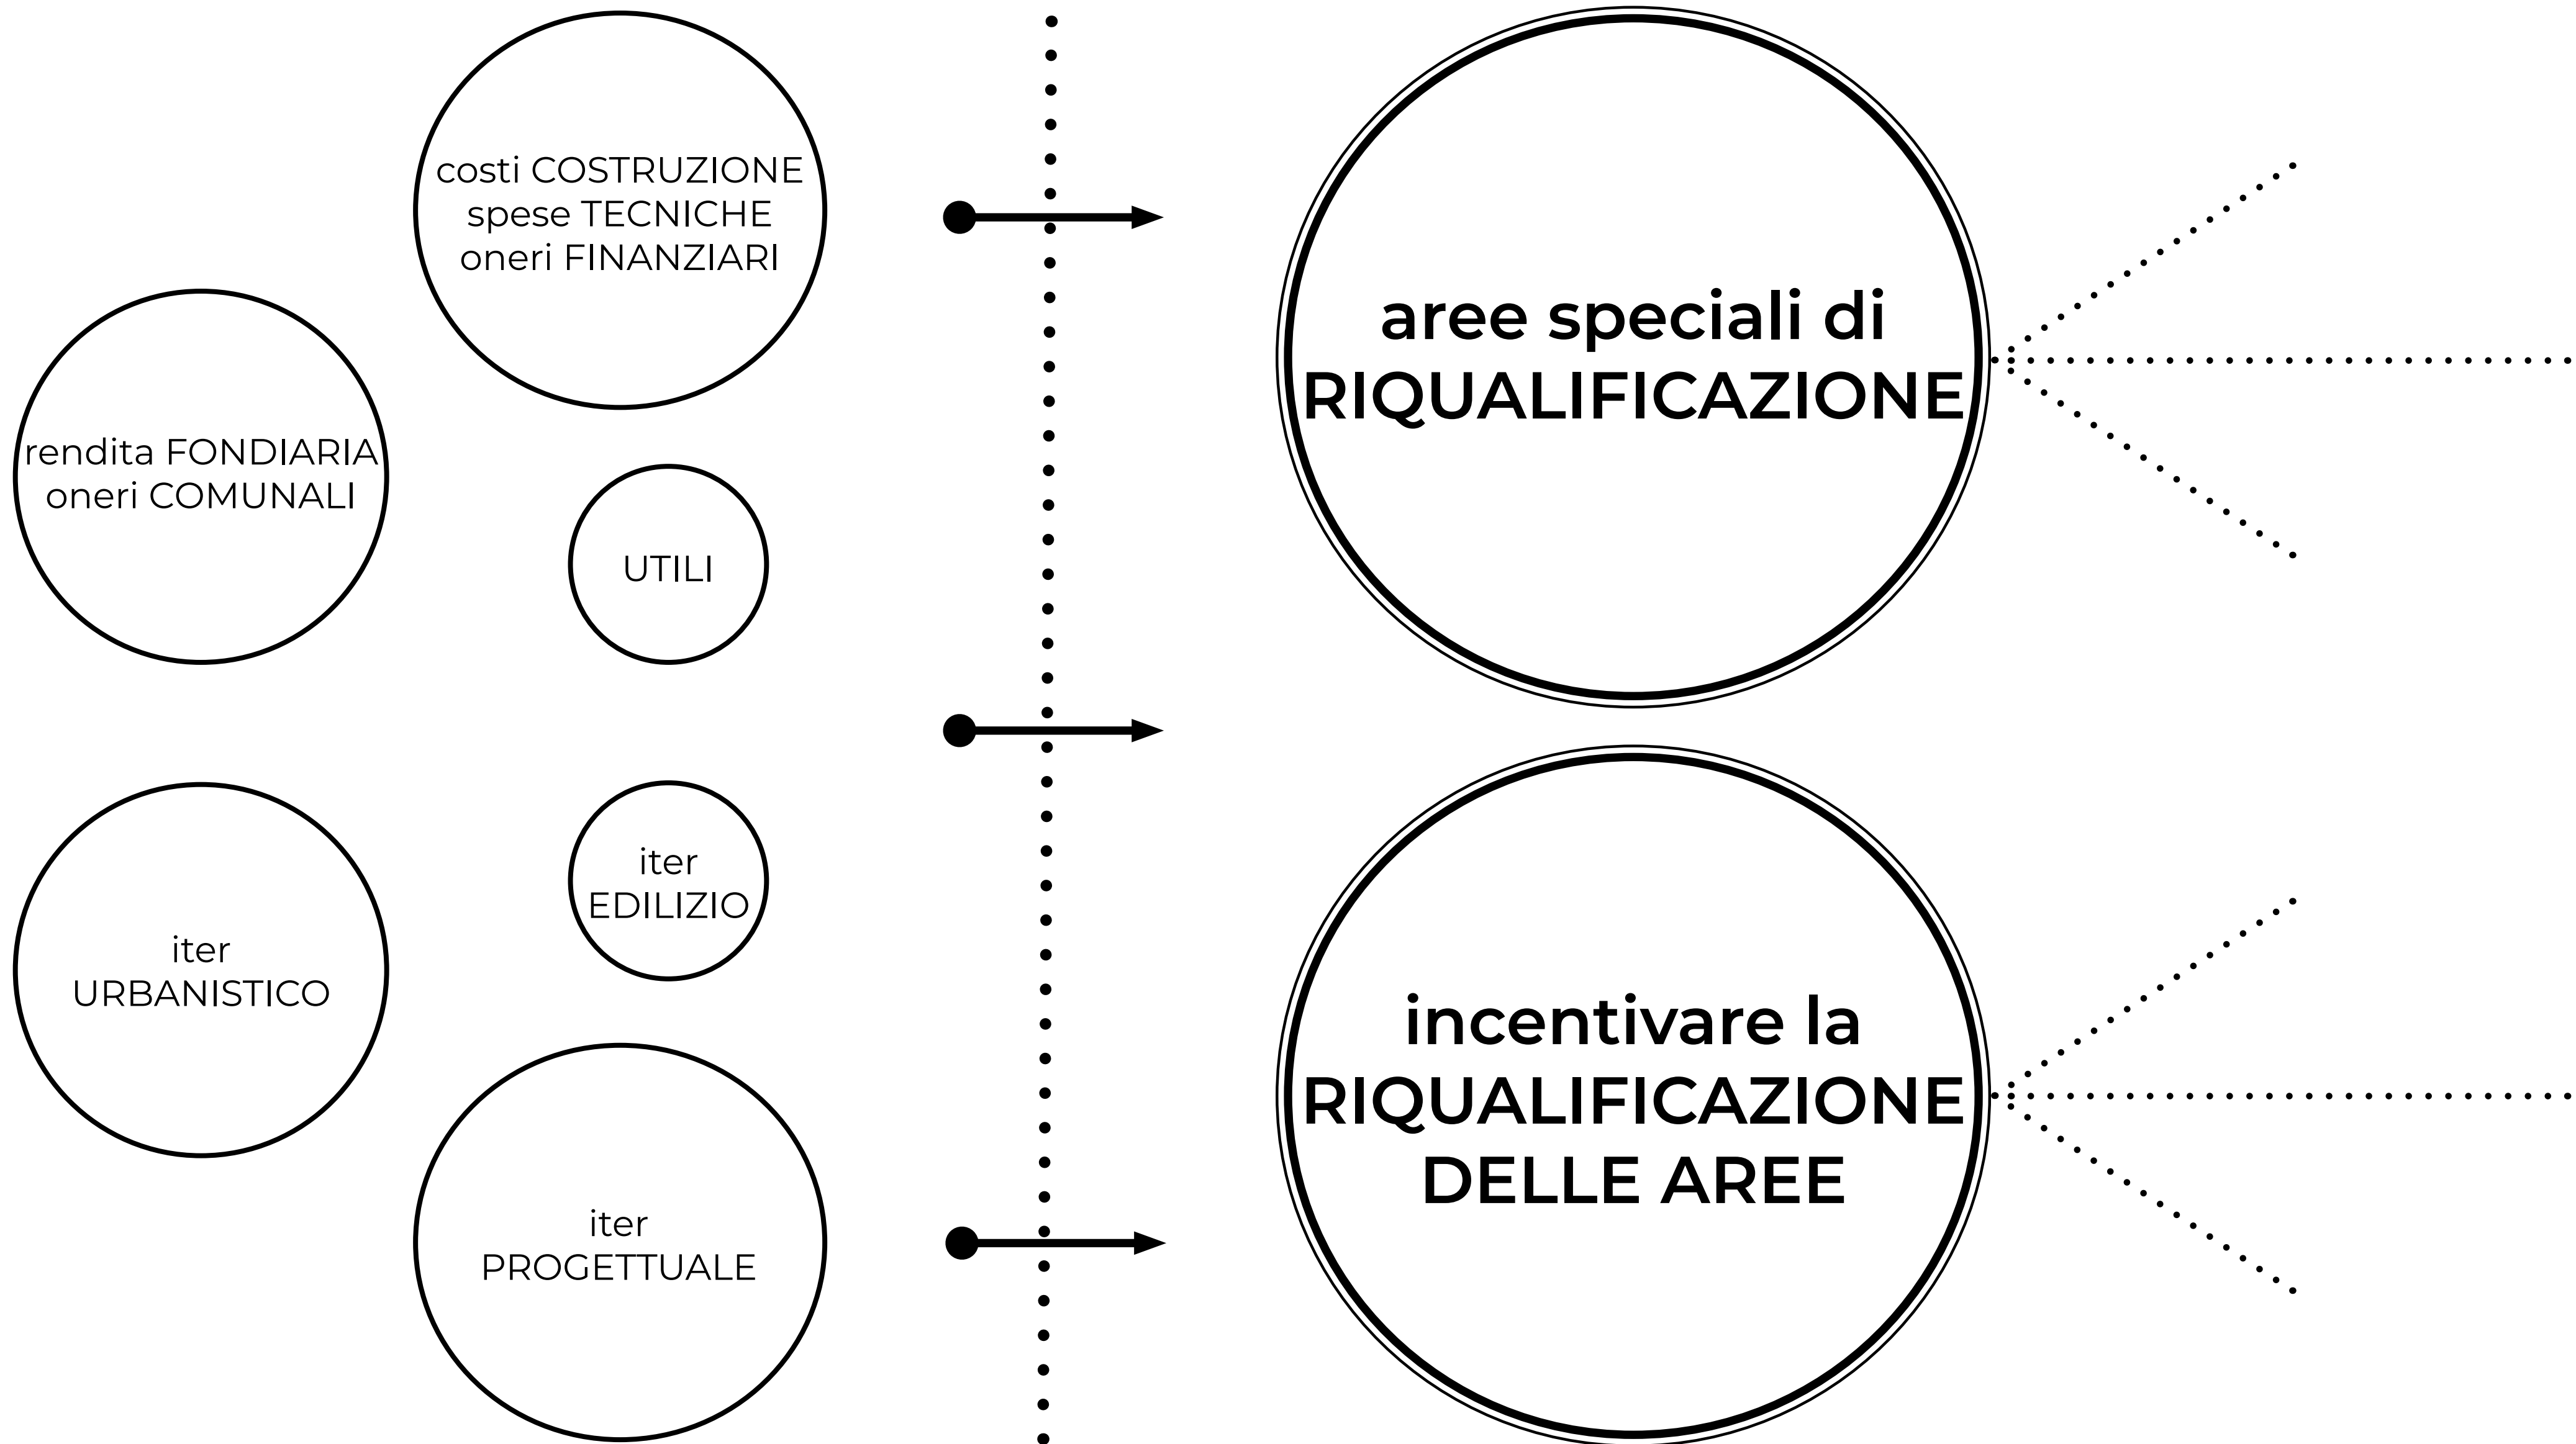 costi COSTRUZIONE
spese TECNICHE
oneri FINANZIARI
rendita FONDIARIA
oneri COMUNALI
UTILI
iter
EDILIZIO
iter
URBANISTICO
iter
PROGETTUALE
aree speciali di
RIQUALIFICAZIONE
incentivare la
RIQUALIFICAZIONE
DELLE AREE